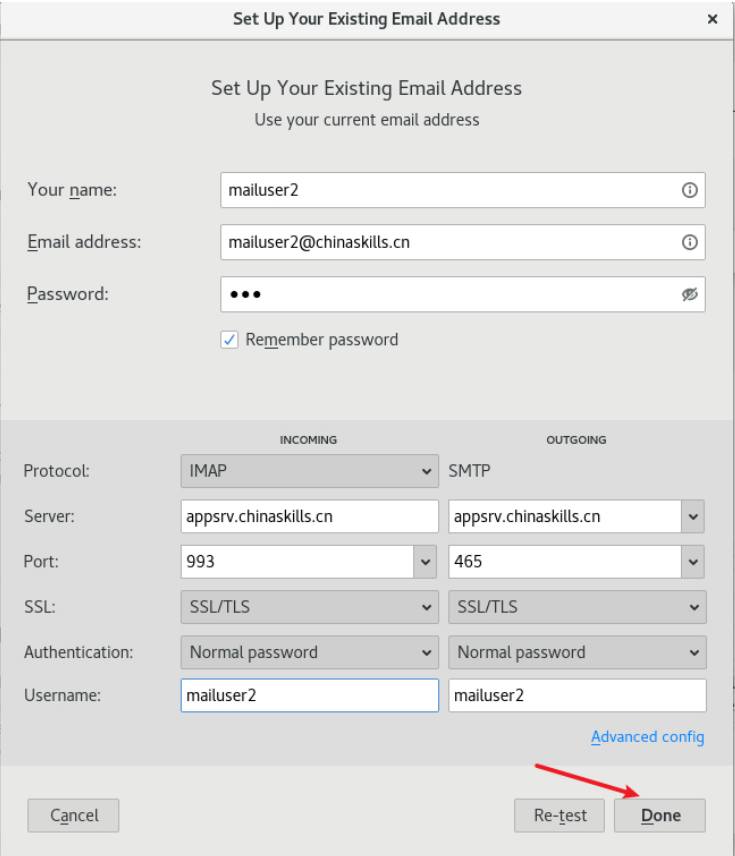 Set Up Your Existing Email Address
Set Up Your Existing Email Address
Use your current email address
Your name: mailuser2
Email address: mailuser2@chinaskills.cn
Password: •••
Remember password
INCOMING OUTGOING
Protocol: IMAP SMTP
Server: appsrv.chinaskills.cn appsrv.chinaskills.cn
Port: 993 465
SSL: SSL/TLS SSL/TLS
Authentication: Normal password Normal password
Username: mailuser2 mailuser2
Advanced config
Cancel Re-test Done